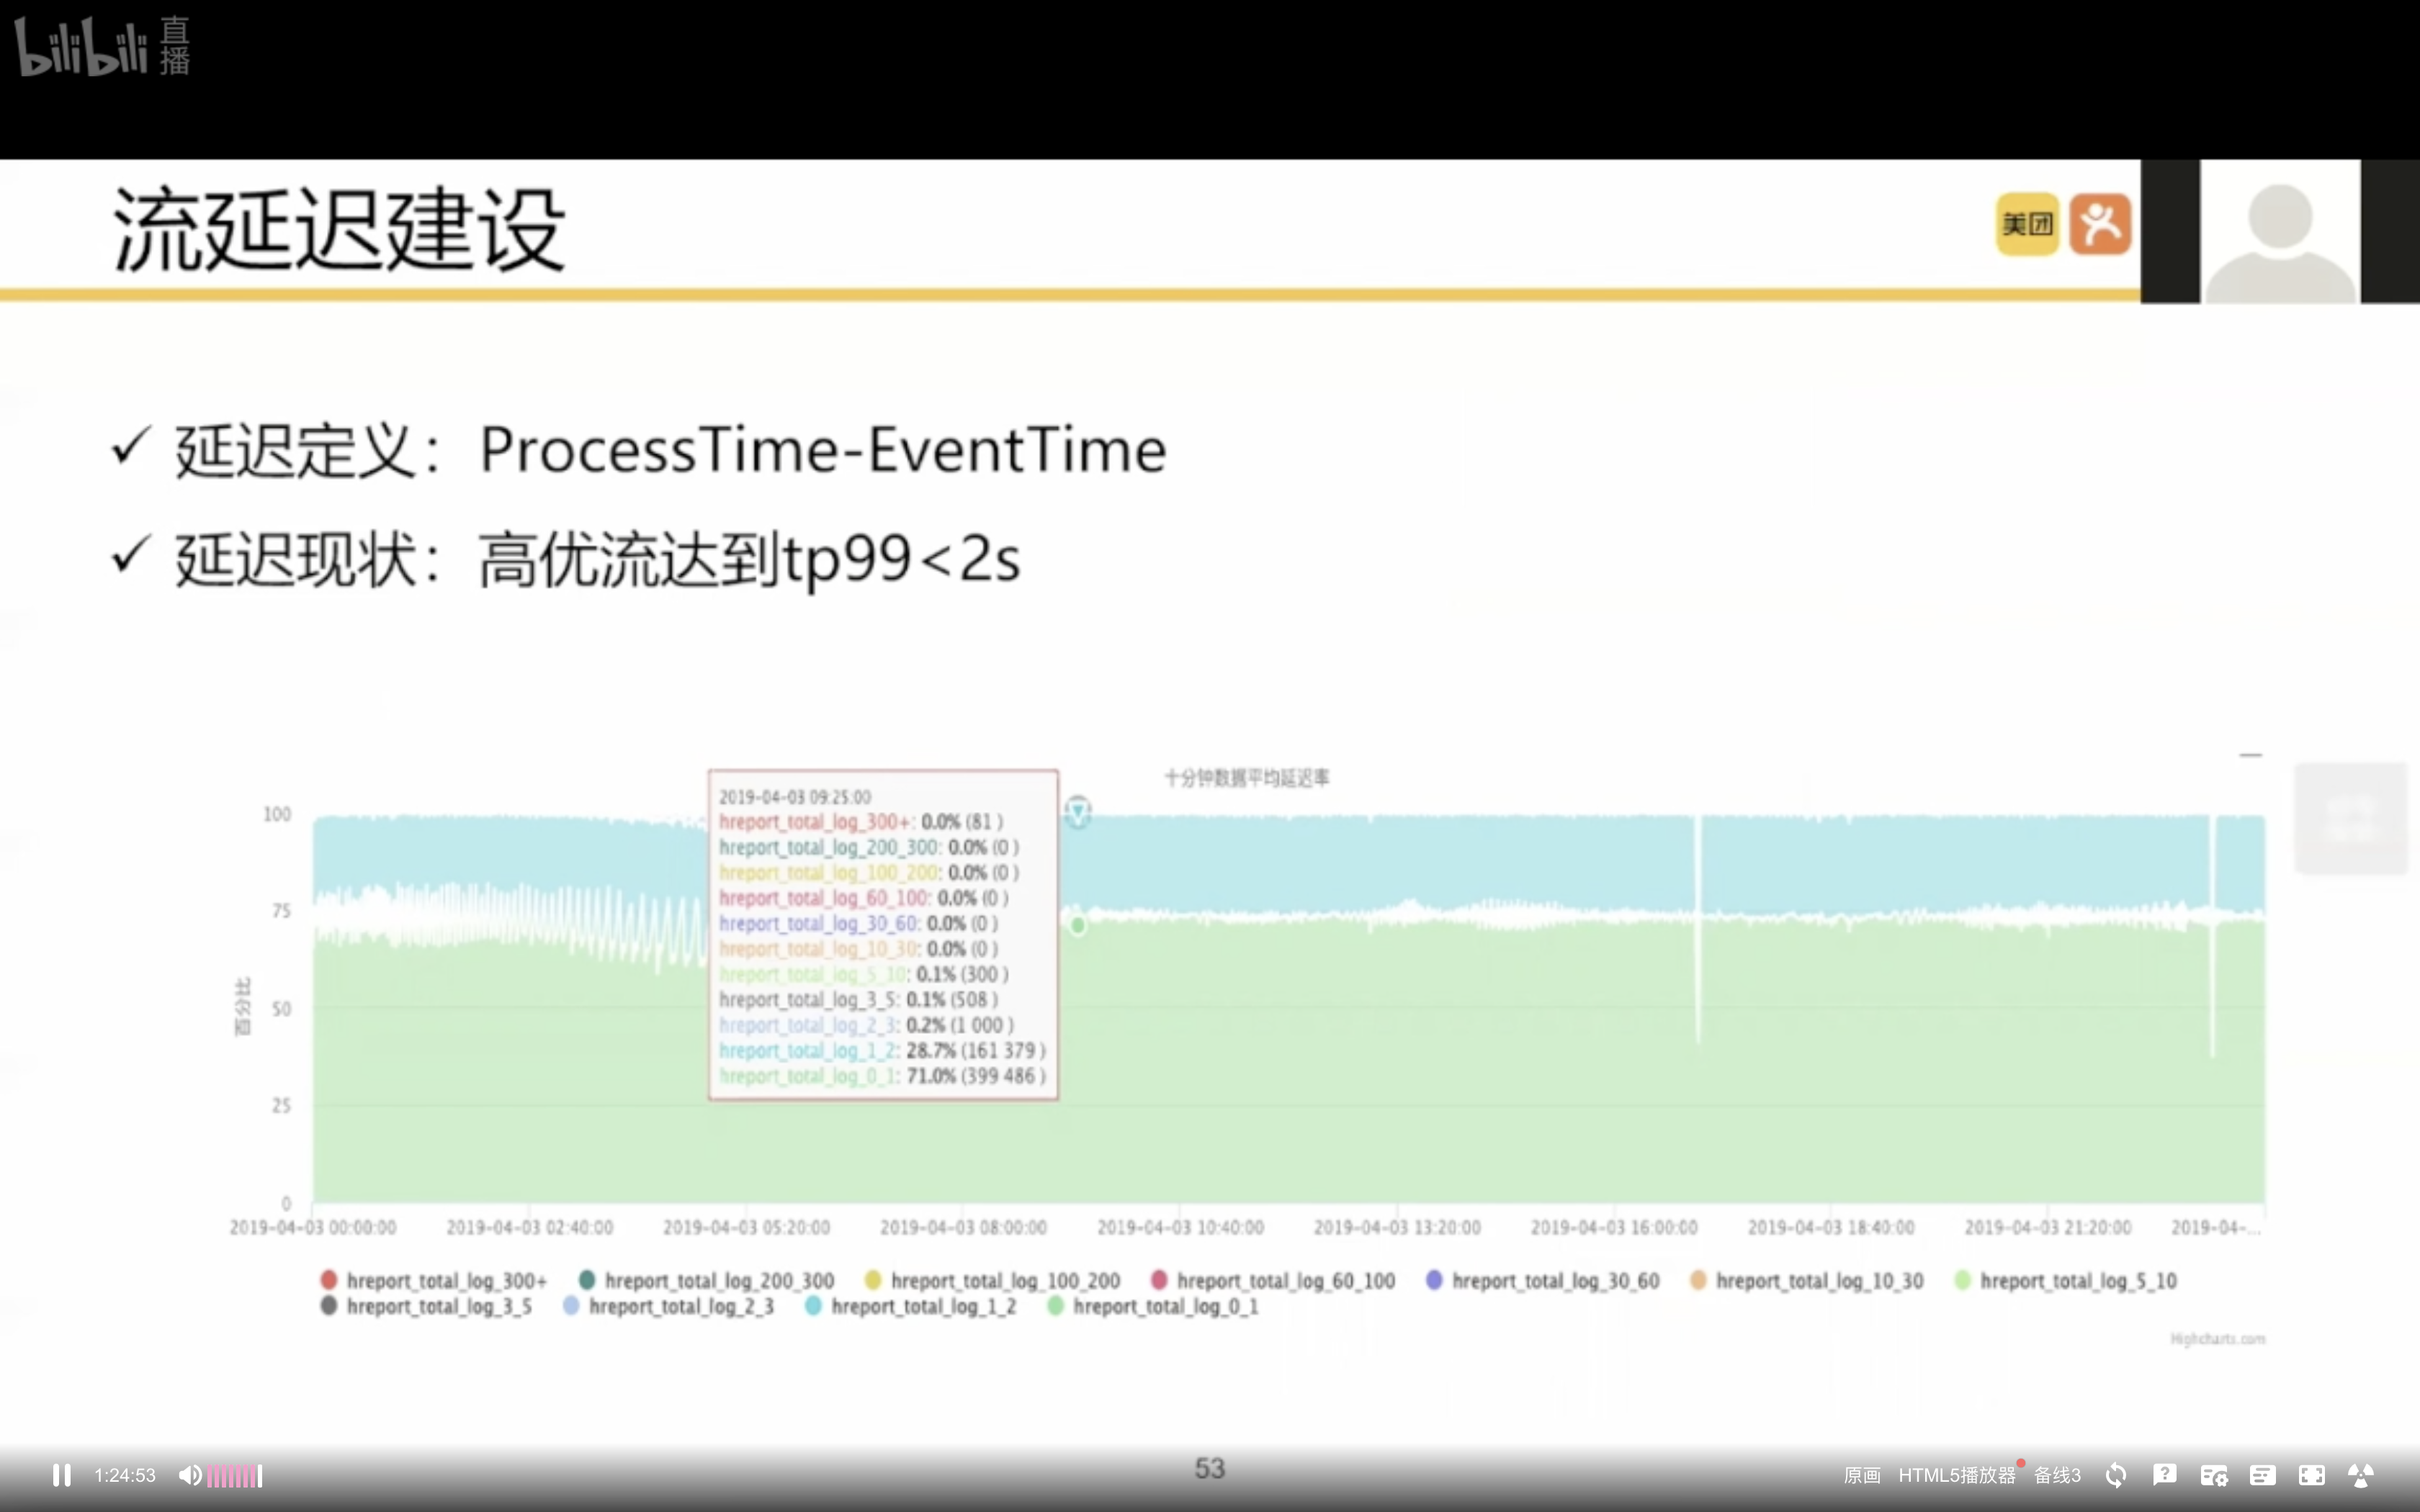 bilibili 直播
流延迟建设
美团
✓ 延迟定义：ProcessTime-EventTime
✓ 延迟现状：高优流达到tp99<2s
十分钟数据平均延迟率
2019-04-03 09:25:00
hreport_total_log_300+: 0.0% (81 )
hreport_total_log_200_300: 0.0% (0 )
hreport_total_log_100_200: 0.0% (0 )
hreport_total_log_60_100: 0.0% (0 )
hreport_total_log_30_60: 0.0% (0 )
hreport_total_log_10_30: 0.0% (0 )
hreport_total_log_5_10: 0.1% (300 )
hreport_total_log_3_5: 0.1% (508 )
hreport_total_log_2_3: 0.2% (1 000 )
hreport_total_log_1_2: 28.7% (161 379 )
hreport_total_log_0_1: 71.0% (399 486 )
百分比
100
75
50
25
0
2019-04-03 00:00:00 2019-04-03 02:40:00 2019-04-03 05:20:00 2019-04-03 08:00:00 2019-04-03 10:40:00 2019-04-03 13:20:00 2019-04-03 16:00:00 2019-04-03 18:40:00 2019-04-03 21:20:00 2019-04-...
hreport_total_log_300+ hreport_total_log_200_300 hreport_total_log_100_200 hreport_total_log_60_100 hreport_total_log_30_60 hreport_total_log_10_30 hreport_total_log_5_10
hreport_total_log_3_5 hreport_total_log_2_3 hreport_total_log_1_2 hreport_total_log_0_1
Highcharts.com
53
1:24:53 原画 HTML5播放器 备线3